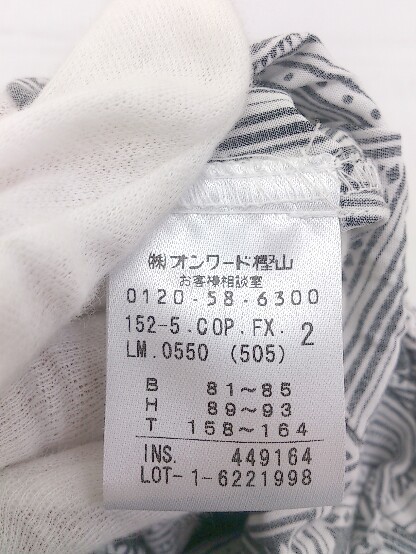 ㈱オンワード樫山
お客様相談室
0120-58-6300
152-5.COP.FX. 2
LM.0550 (505)
B 81～85
H 89～93
T 158～164
INS. 449164
LOT-1-6221998